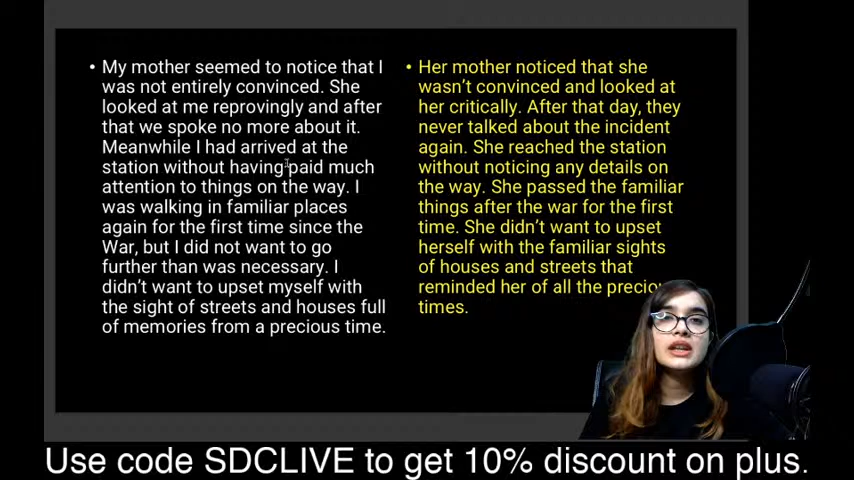 • My mother seemed to notice that I
was not entirely convinced. She
looked at me reprovingly and after
that we spoke no more about it.
Meanwhile I had arrived at the
station without having paid much
attention to things on the way. I
was walking in familiar places
again for the first time since the
War, but I did not want to go
further than was necessary. I
didn't want to upset myself with
the sight of streets and houses full
of memories from a precious time.
• Her mother noticed that she
wasn't convinced and looked at
her critically. After that day, they
never talked about the incident
again. She reached the station
without noticing any details on
the way. She passed the familiar
things after the war for the first
time. She didn't want to upset
herself with the familiar sights
of houses and streets that
reminded her of all the
times.
Use code SDCLIVE to get 10% discount on plus.